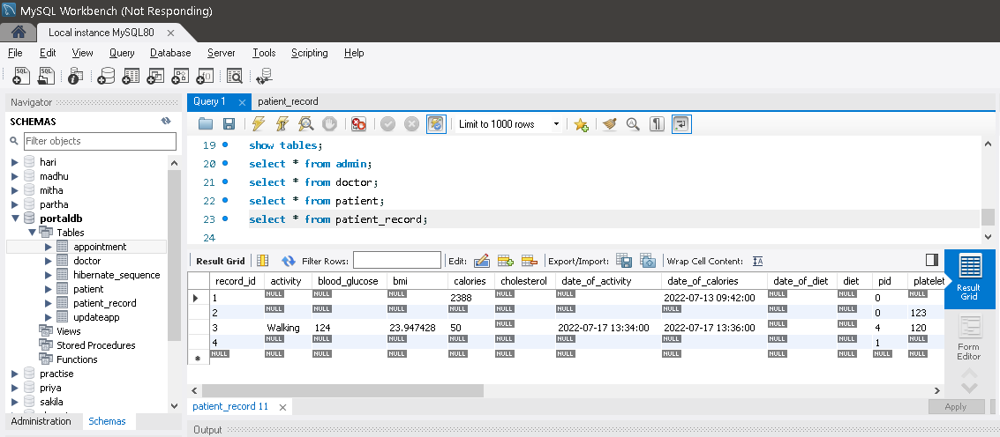 MySQL Workbench (Not Responding)
Local instance MySQL80
File Edit View Query Database Server Tools Scripting Help
Navigator
SCHEMAS
Filter objects
hari
madhu
mitha
partha
portaldb
Tables
appointment
doctor
hibernate_sequence
patient
patient_record
updateapp
Views
Stored Procedures
Functions
practise
priya
sakila
Administration Schemas
Query 1 patient_record
Limit to 1000 rows
19 show tables;
20 select * from admin;
21 select * from doctor;
22 select * from patient;
23 select * from patient_record;
24
Result Grid Filter Rows: Edit: Export/Import: Wrap Cell Content:
record_id activity blood_glucose bmi calories cholesterol date_of_activity date_of_calories date_of_diet diet pid platelet
1 NULL NULL NULL 2388 NULL NULL 2022-07-13 09:42:00 NULL NULL 0 NULL
2 NULL NULL NULL NULL NULL NULL NULL NULL NULL 0 123
3 Walking 124 23.947428 50 NULL 2022-07-17 13:34:00 2022-07-17 13:36:00 NULL NULL 4 120
4 NULL NULL NULL NULL NULL NULL NULL NULL NULL 1 NULL
NULL NULL NULL NULL NULL NULL NULL NULL NULL NULL NULL NULL
Result
Grid
Form
Editor
patient_record 11
Apply
Output